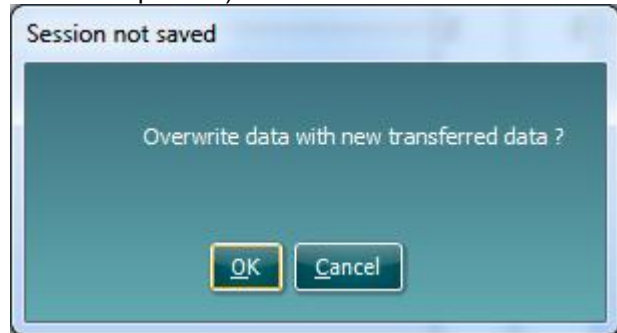 Session not saved
Overwrite data with new transferred data ?
OK Cancel